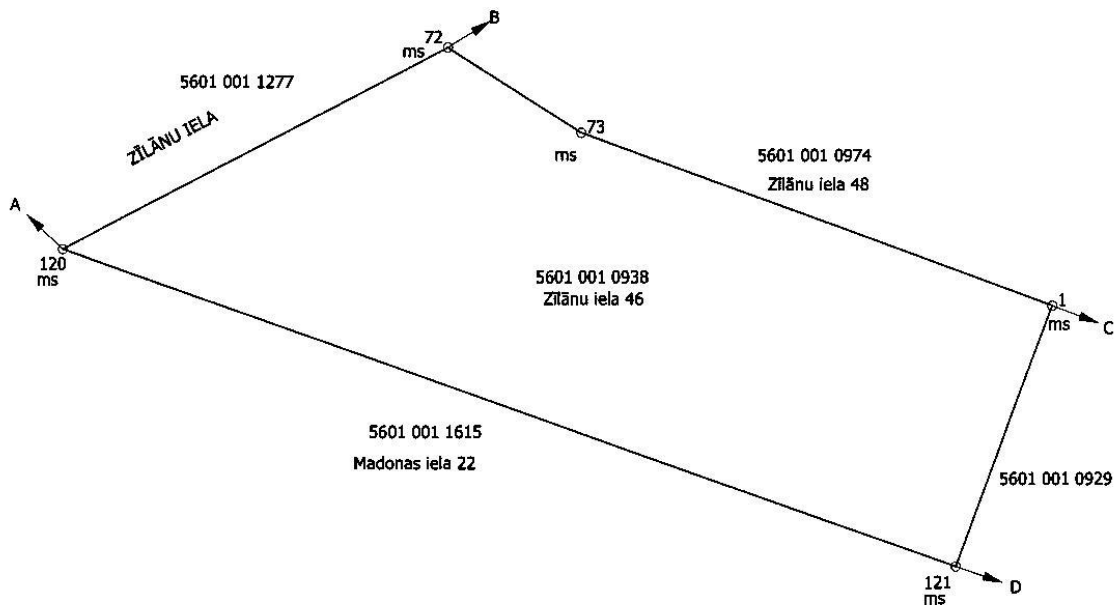 B
72
ms
5601 001 1277
ZĪLĀNU IELA
73
ms
5601 001 0974
Zīlānu iela 48
A
120
ms
5601 001 0938
Zīlānu iela 46
1
ms
C
5601 001 1615
Madonas iela 22
5601 001 0929
121
ms
D